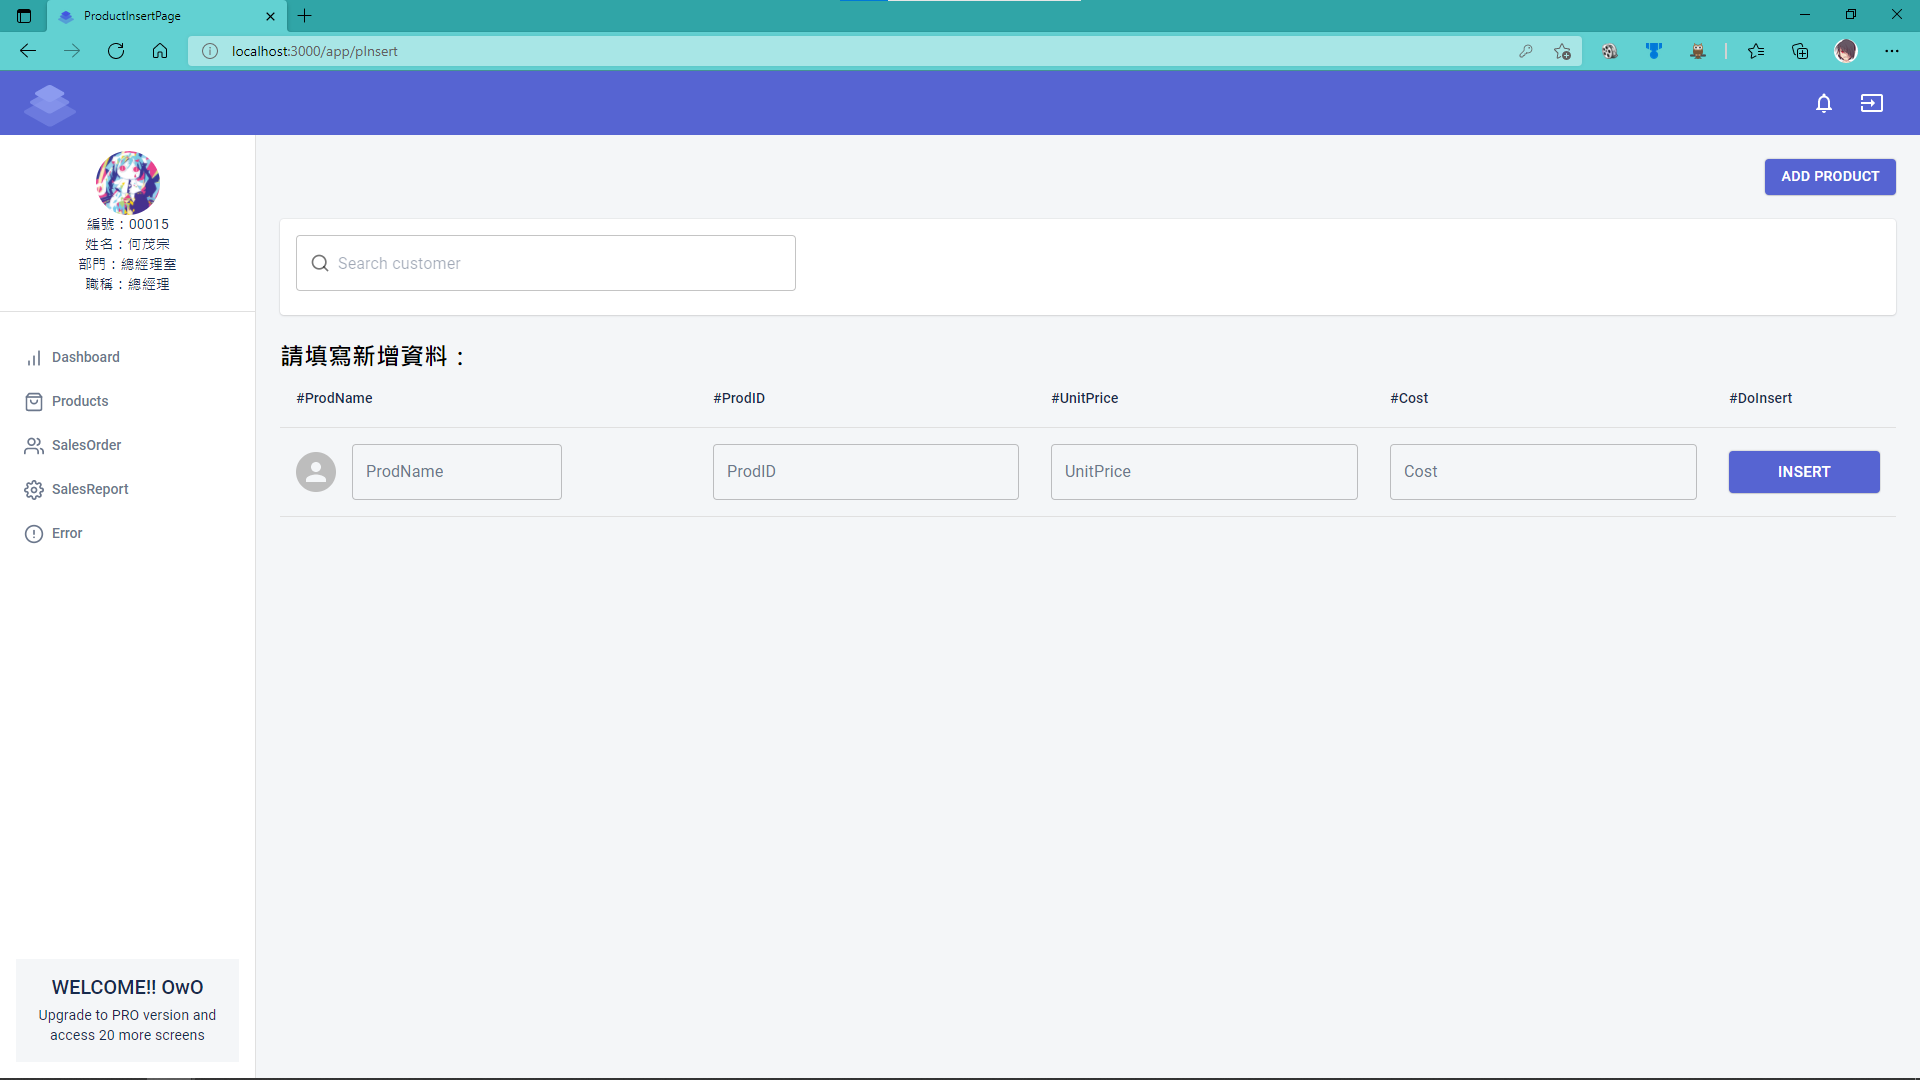 ProductInsertPage
localhost:3000/app/pInsert
編號：00015
姓名：何茂宗
部門：總經理室
職稱：總經理
Dashboard
Products
SalesOrder
SalesReport
Error
WELCOME!! OwO
Upgrade to PRO version and
access 20 more screens
ADD PRODUCT
Search customer
請填寫新增資料：
#ProdName #ProdID #UnitPrice #Cost #DoInsert
ProdName ProdID UnitPrice Cost INSERT